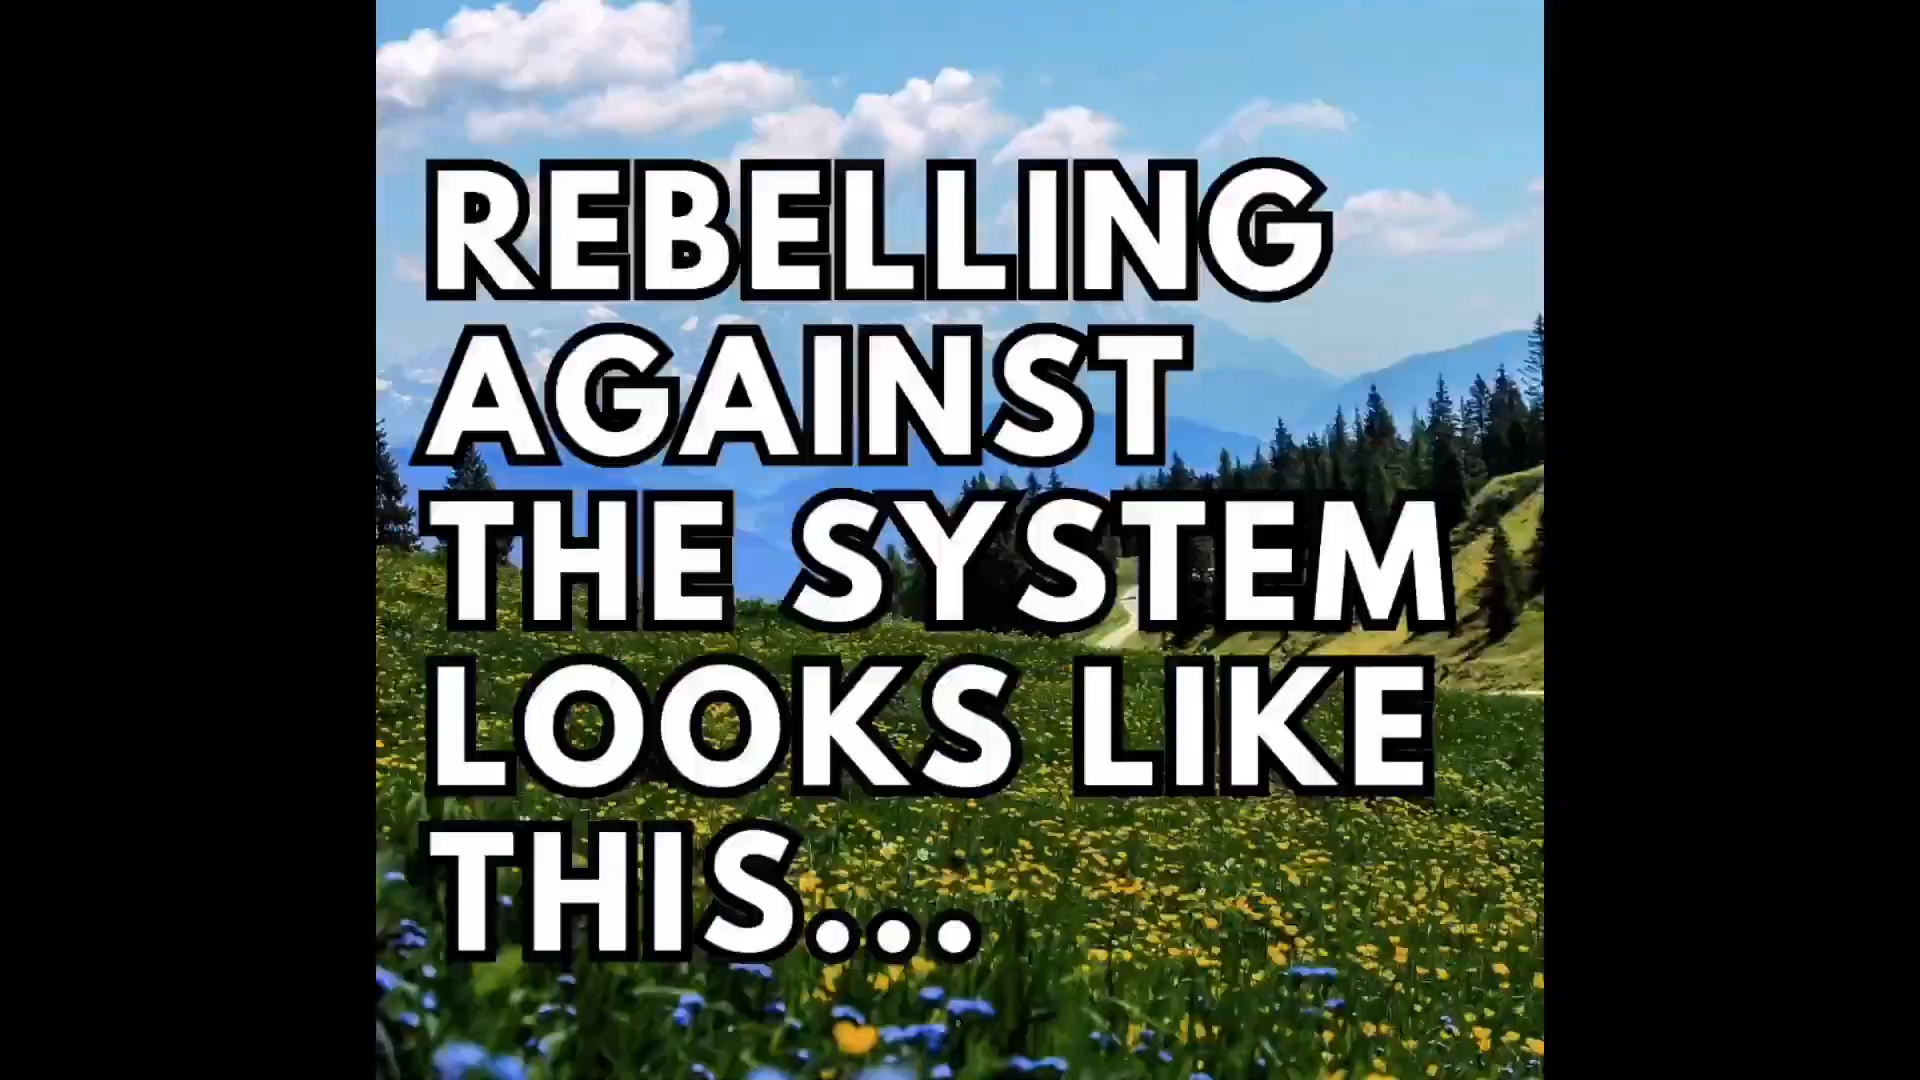 REBELLING
AGAINST
THE SYSTEM
LOOKS LIKE
THIS...